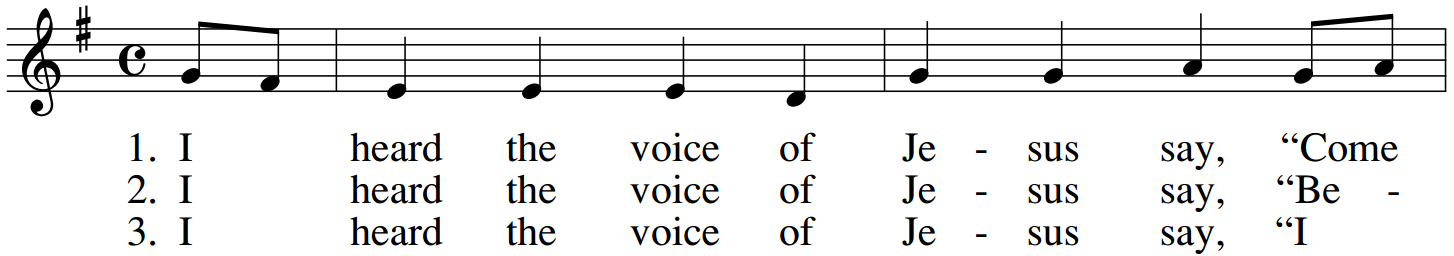 1. I heard the voice of Je - sus say, “Come
2. I heard the voice of Je - sus say, “Be -
3. I heard the voice of Je - sus say, “I